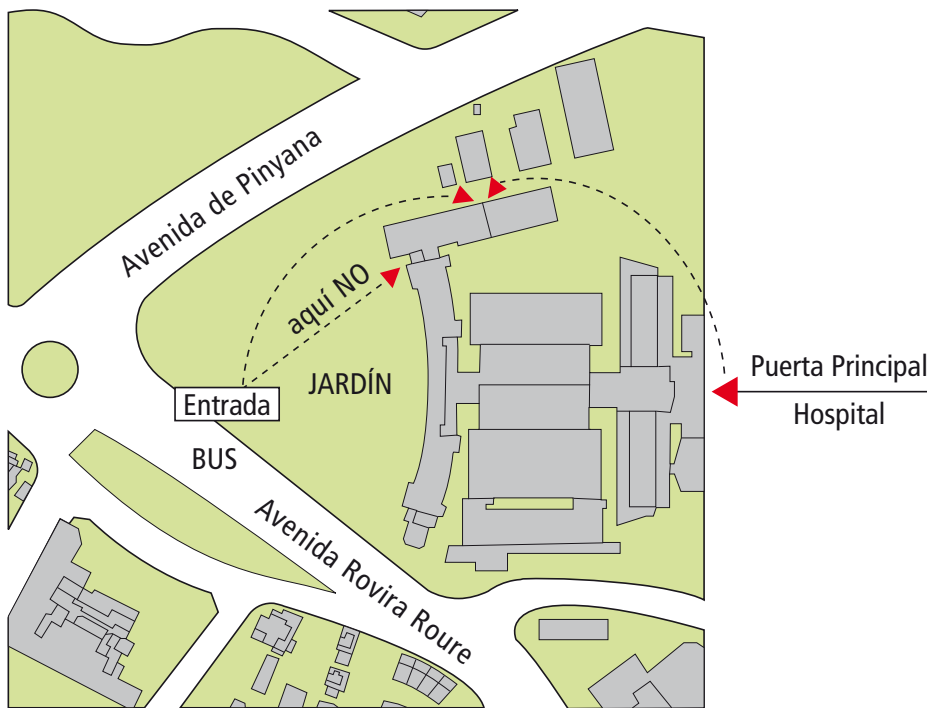 Avenida de Pinyana
aquí NO
JARDÍN
Entrada
BUS
Avenida Rovira Roure
Puerta Principal
Hospital